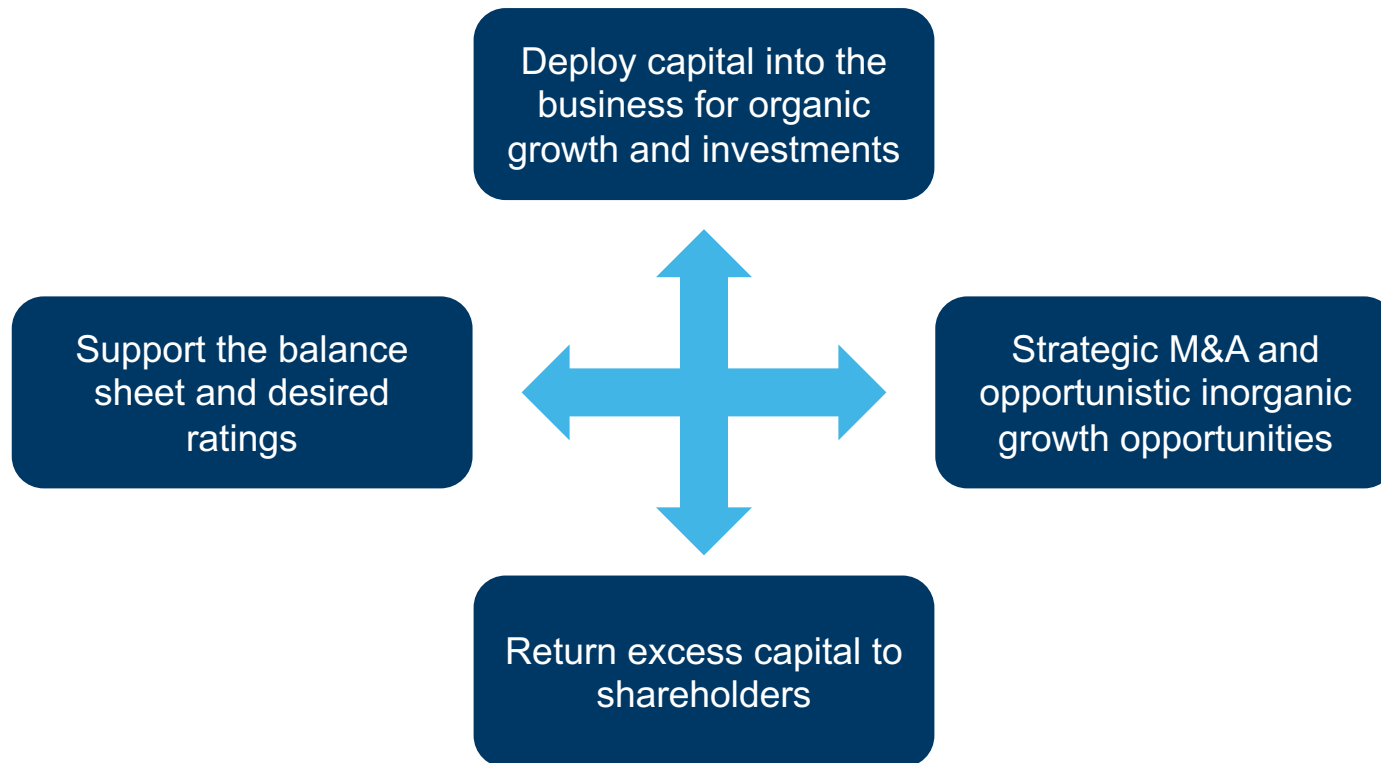 Deploy capital into the
business for organic
growth and investments
Support the balance
sheet and desired
ratings
Strategic M&A and
opportunistic inorganic
growth opportunities
Return excess capital to
shareholders